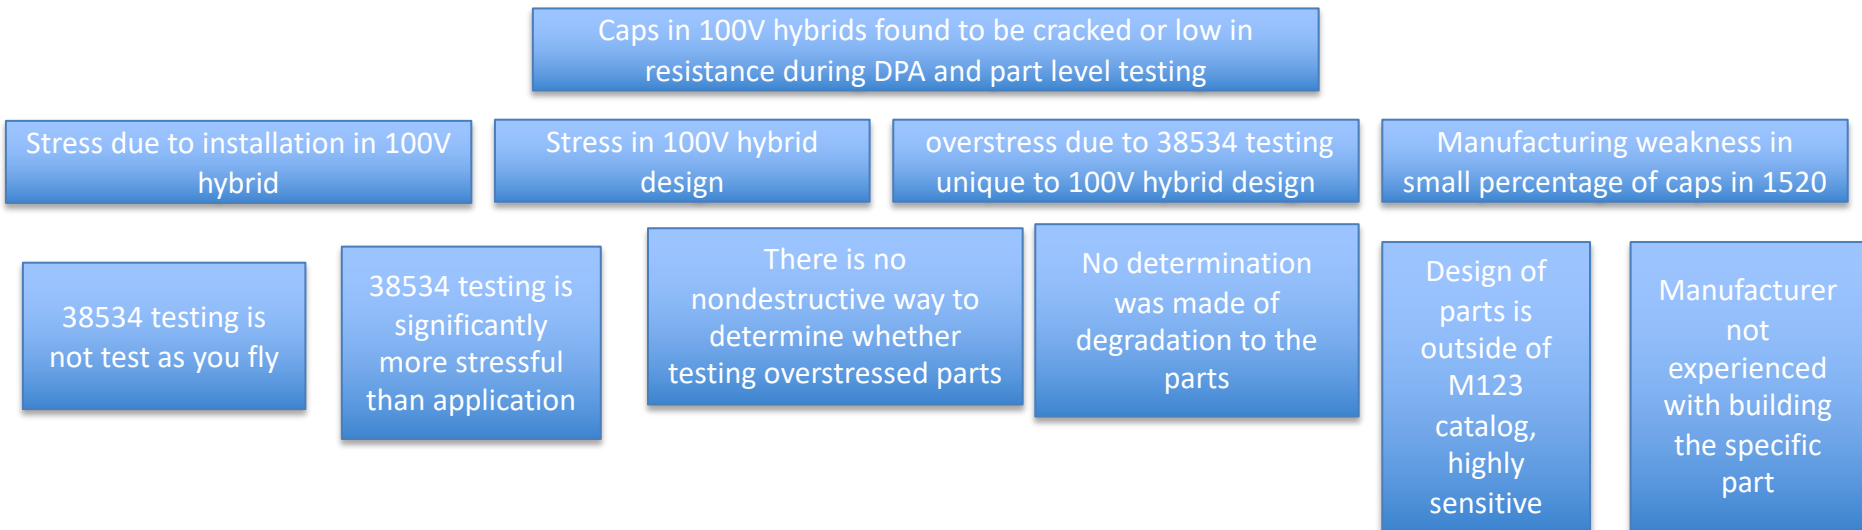 Caps in 100V hybrids found to be cracked or low in
resistance during DPA and part level testing
Stress due to installation in 100V
hybrid
Stress in 100V hybrid
design
overstress due to 38534 testing
unique to 100V hybrid design
Manufacturing weakness in
small percentage of caps in 1520
38534 testing is
not test as you fly
38534 testing is
significantly
more stressful
than application
There is no
nondestructive way to
determine whether
testing overstressed parts
No determination
was made of
degradation to the
parts
Design of
parts is
outside of
M123
catalog,
highly
sensitive
Manufacturer
not
experienced
with building
the specific
part